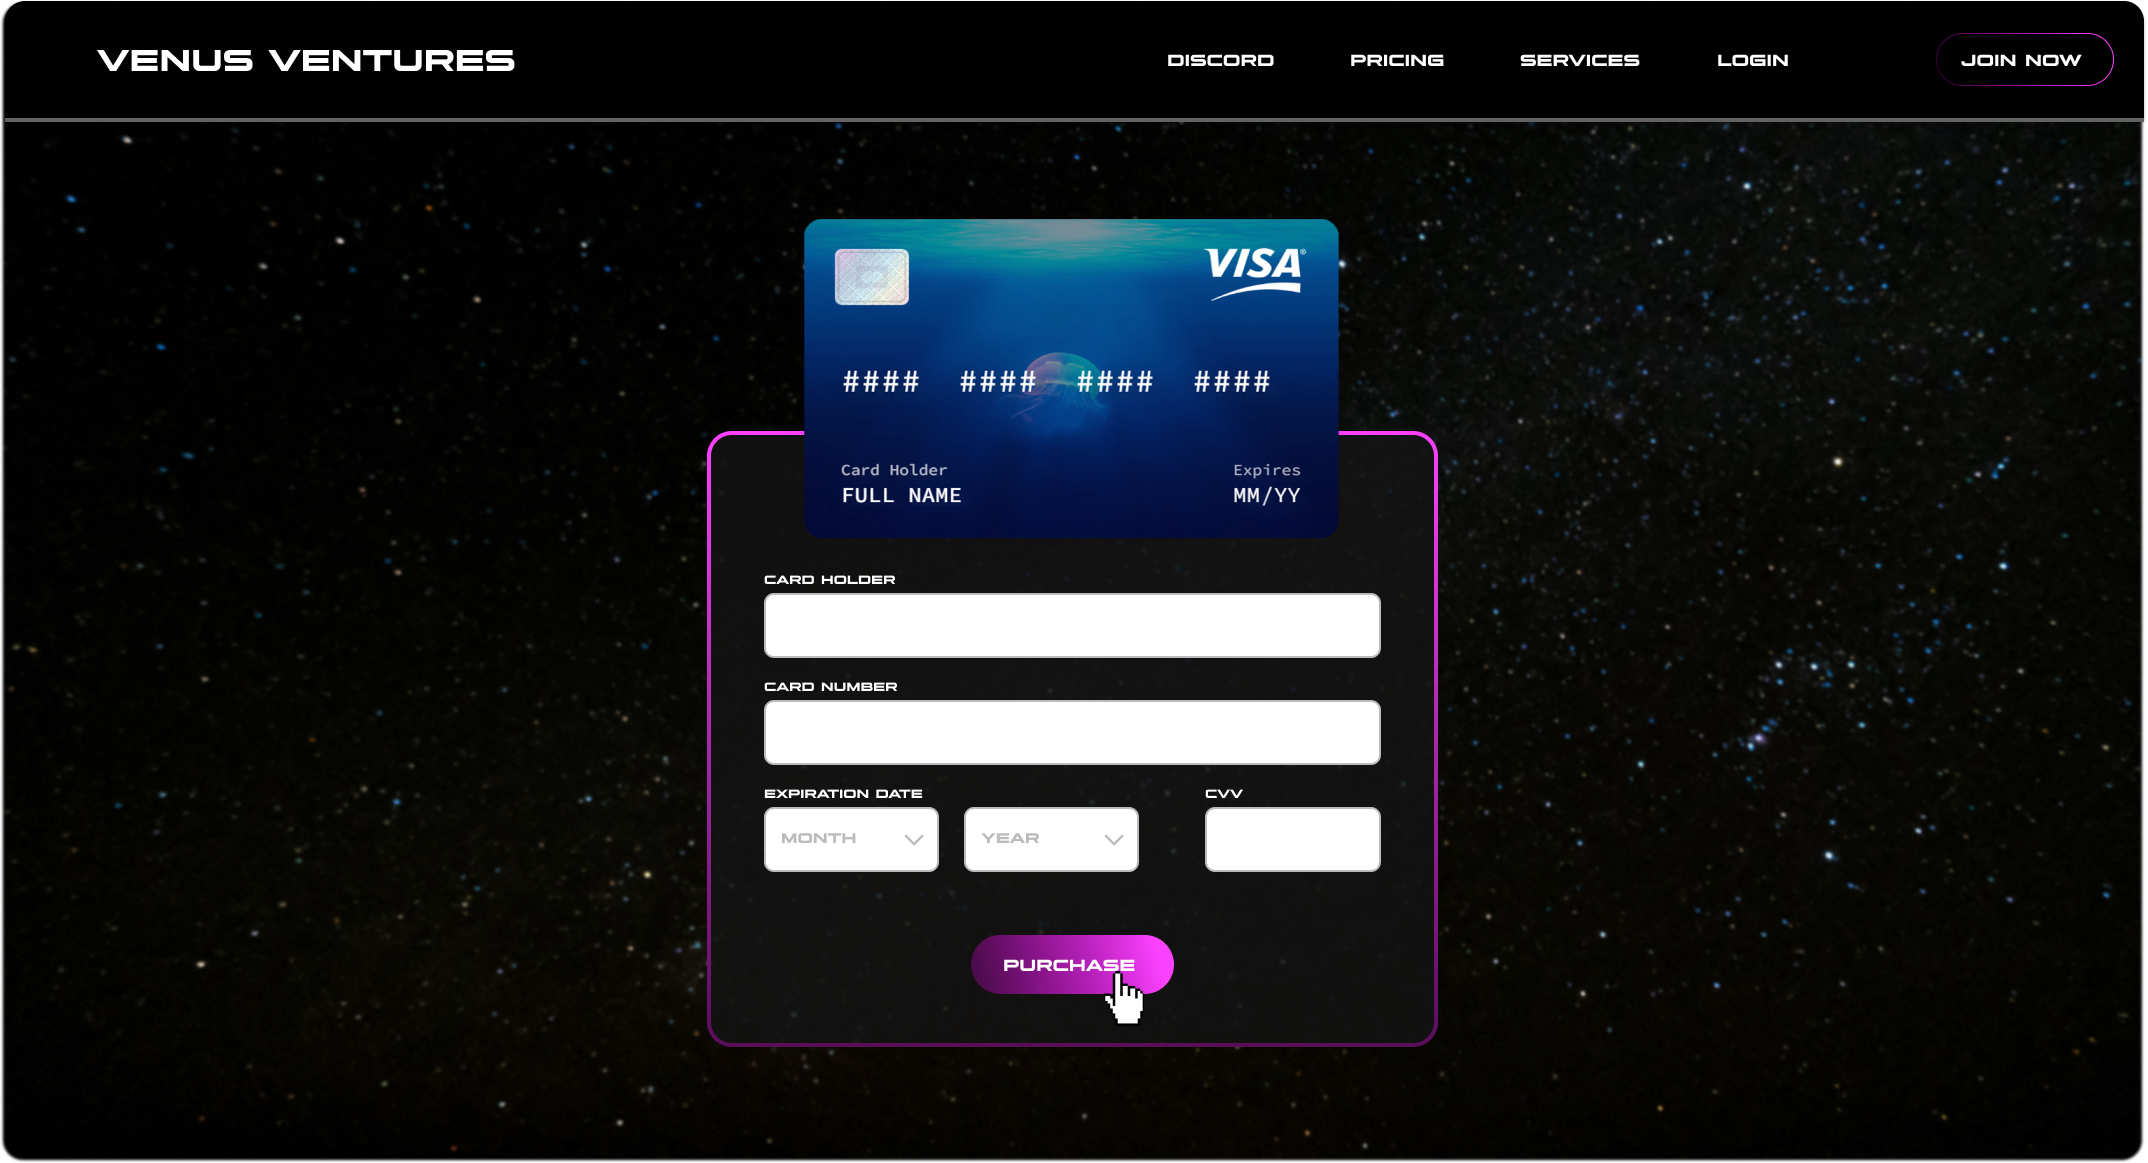 VENUS VENTURES
DISCORD PRICING SERVICES LOGIN JOIN NOW
VISA®
#### #### #### ####
Card Holder Expires
FULL NAME MM/YY
CARD HOLDER
CARD NUMBER
EXPIRATION DATE CVV
MONTH YEAR
PURCHASE